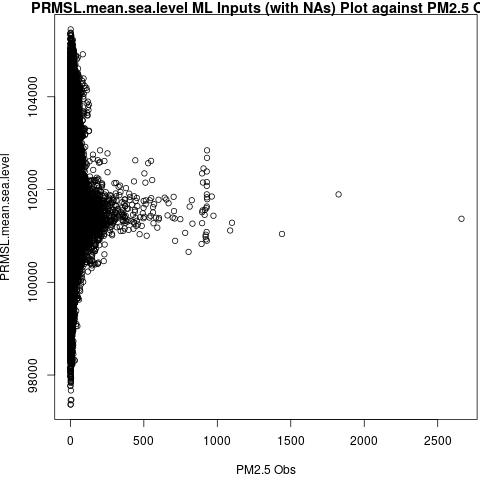 PRMSL.mean.sea.level ML Inputs (with NAs) Plot against PM2.5 O
PRMSL.mean.sea.level
104000
102000
100000
98000
0 500 1000 1500 2000 2500
PM2.5 Obs